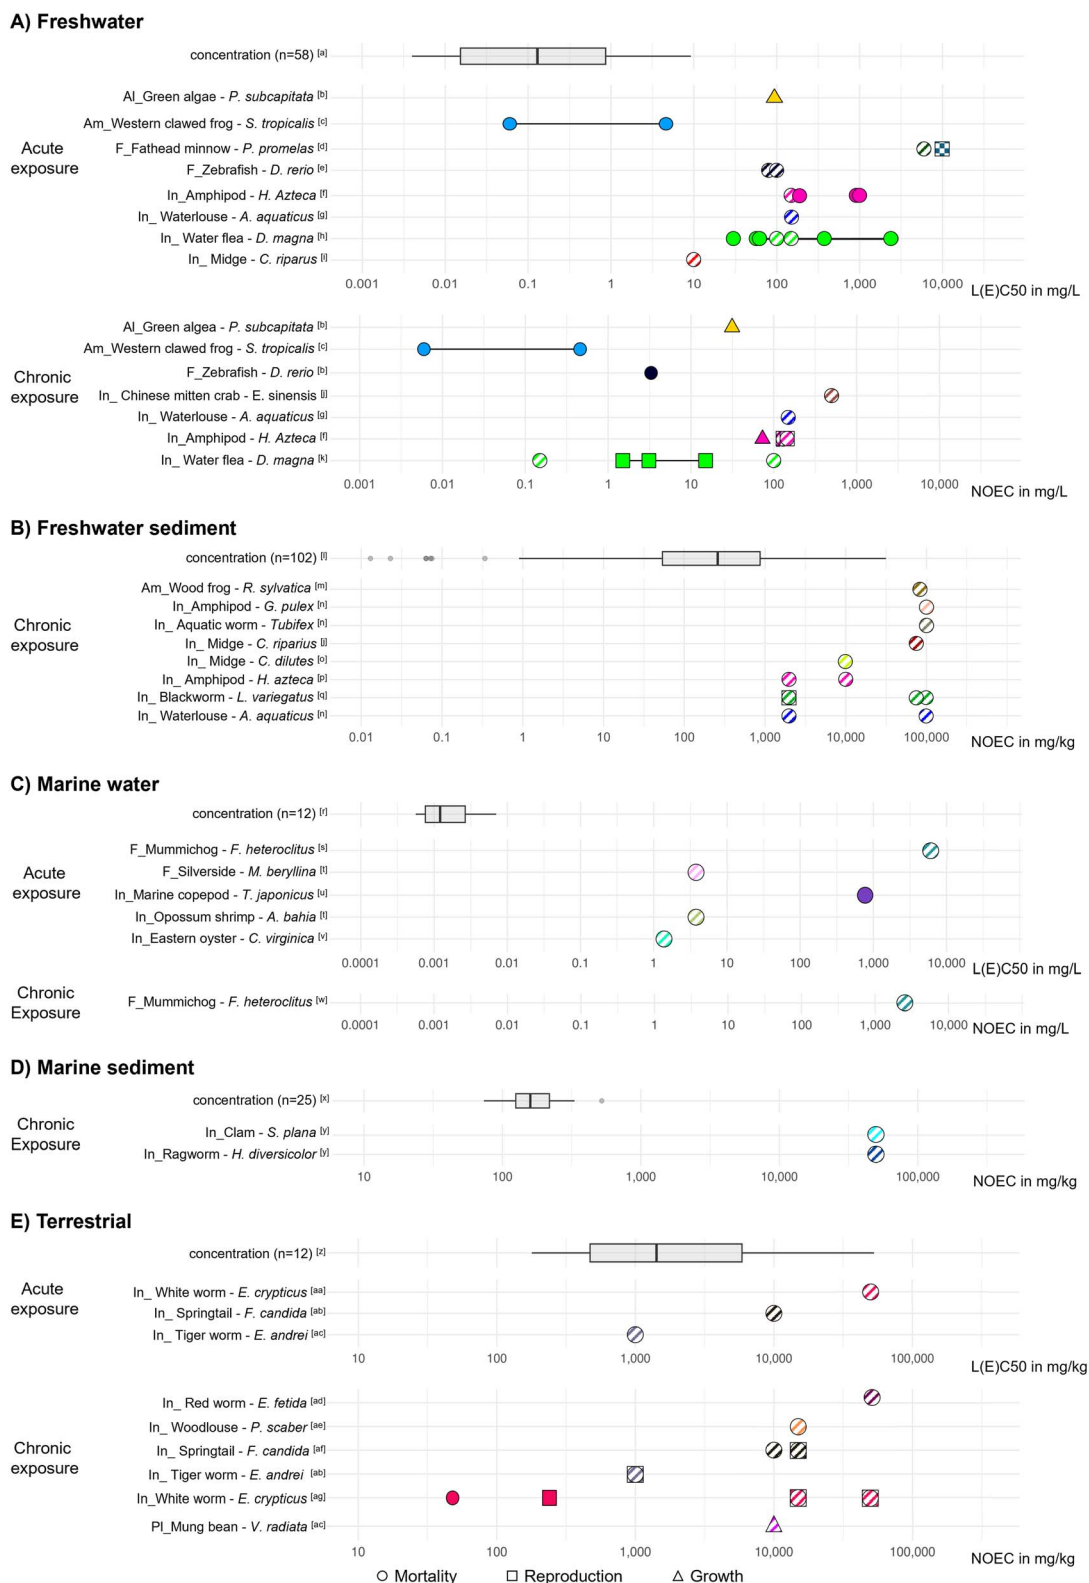 A) Freshwater
concentration (n=58) [a]
Acute exposure
Al_Green algae - P. subcapitata [b]
Am_Western clawed frog - S. tropicalis [c]
F_Fathead minnow - P. promelas [d]
F_Zebrafish - D. rerio [e]
In_Amphipod - H. Azteca [f]
In_ Waterlouse - A. aquaticus [g]
In_ Water flea - D. magna [h]
In_ Midge - C. riparus [i]
0.001 0.01 0.1 1 10 100 1,000 10,000 L(E)C50 in mg/L
Chronic exposure
Al_Green algea - P. subcapitata [b]
Am_Western clawed frog - S. tropicalis [c]
F_Zebrafish - D. rerio [b]
In_ Chinese mitten crab - E. sinensis [j]
In_ Waterlouse - A. aquaticus [g]
In_Amphipod - H. Azteca [f]
In_ Water flea - D. magna [k]
0.001 0.01 0.1 1 10 100 1,000 10,000 NOEC in mg/L
B) Freshwater sediment
concentration (n=102) [l]
Chronic exposure
Am_Wood frog - R. sylvatica [m]
In_Amphipod - G. pulex [n]
In_ Aquatic worm - Tubifex [n]
In_ Midge - C. riparius [j]
In_ Midge - C. dilutes [o]
In_ Amphipod - H. azteca [p]
In_ Blackworm - L. variegatus [q]
In_ Waterlouse - A. aquaticus [n]
0.01 0.1 1 10 100 1,000 10,000 100,000 NOEC in mg/kg
C) Marine water
concentration (n=12) [r]
Acute exposure
F_Mummichog - F. heteroclitus [s]
F_Silverside - M. beryllina [t]
In_Marine copepod - T. japonicus [u]
In_Opossum shrimp - A. bahia [t]
In_Eastern oyster - C. virginica [v]
0.0001 0.001 0.01 0.1 1 10 100 1,000 10,000 L(E)C50 in mg/L
Chronic Exposure
F_Mummichog - F. heteroclitus [w]
0.0001 0.001 0.01 0.1 1 10 100 1,000 10,000 NOEC in mg/L
D) Marine sediment
concentration (n=25) [x]
Chronic Exposure
In_Clam - S. plana [y]
In_Ragworm - H. diversicolor [y]
10 100 1,000 10,000 100,000 NOEC in mg/kg
E) Terrestrial
concentration (n=12) [z]
Acute exposure
In_ White worm - E. crypticus [aa]
In_ Springtail - F. candida [ab]
In_ Tiger worm - E. andrei [ac]
10 100 1,000 10,000 100,000 L(E)C50 in mg/kg
Chronic exposure
In_ Red worm - E. fetida [ad]
In_ Woodlouse - P. scaber [ae]
In_ Springtail - F. candida [af]
In_ Tiger worm - E. andrei [ab]
In_White worm - E. crypticus [ag]
Pl_Mung bean - V. radiata [ac]
10 100 1,000 10,000 100,000 NOEC in mg/kg
Mortality Reproduction Growth